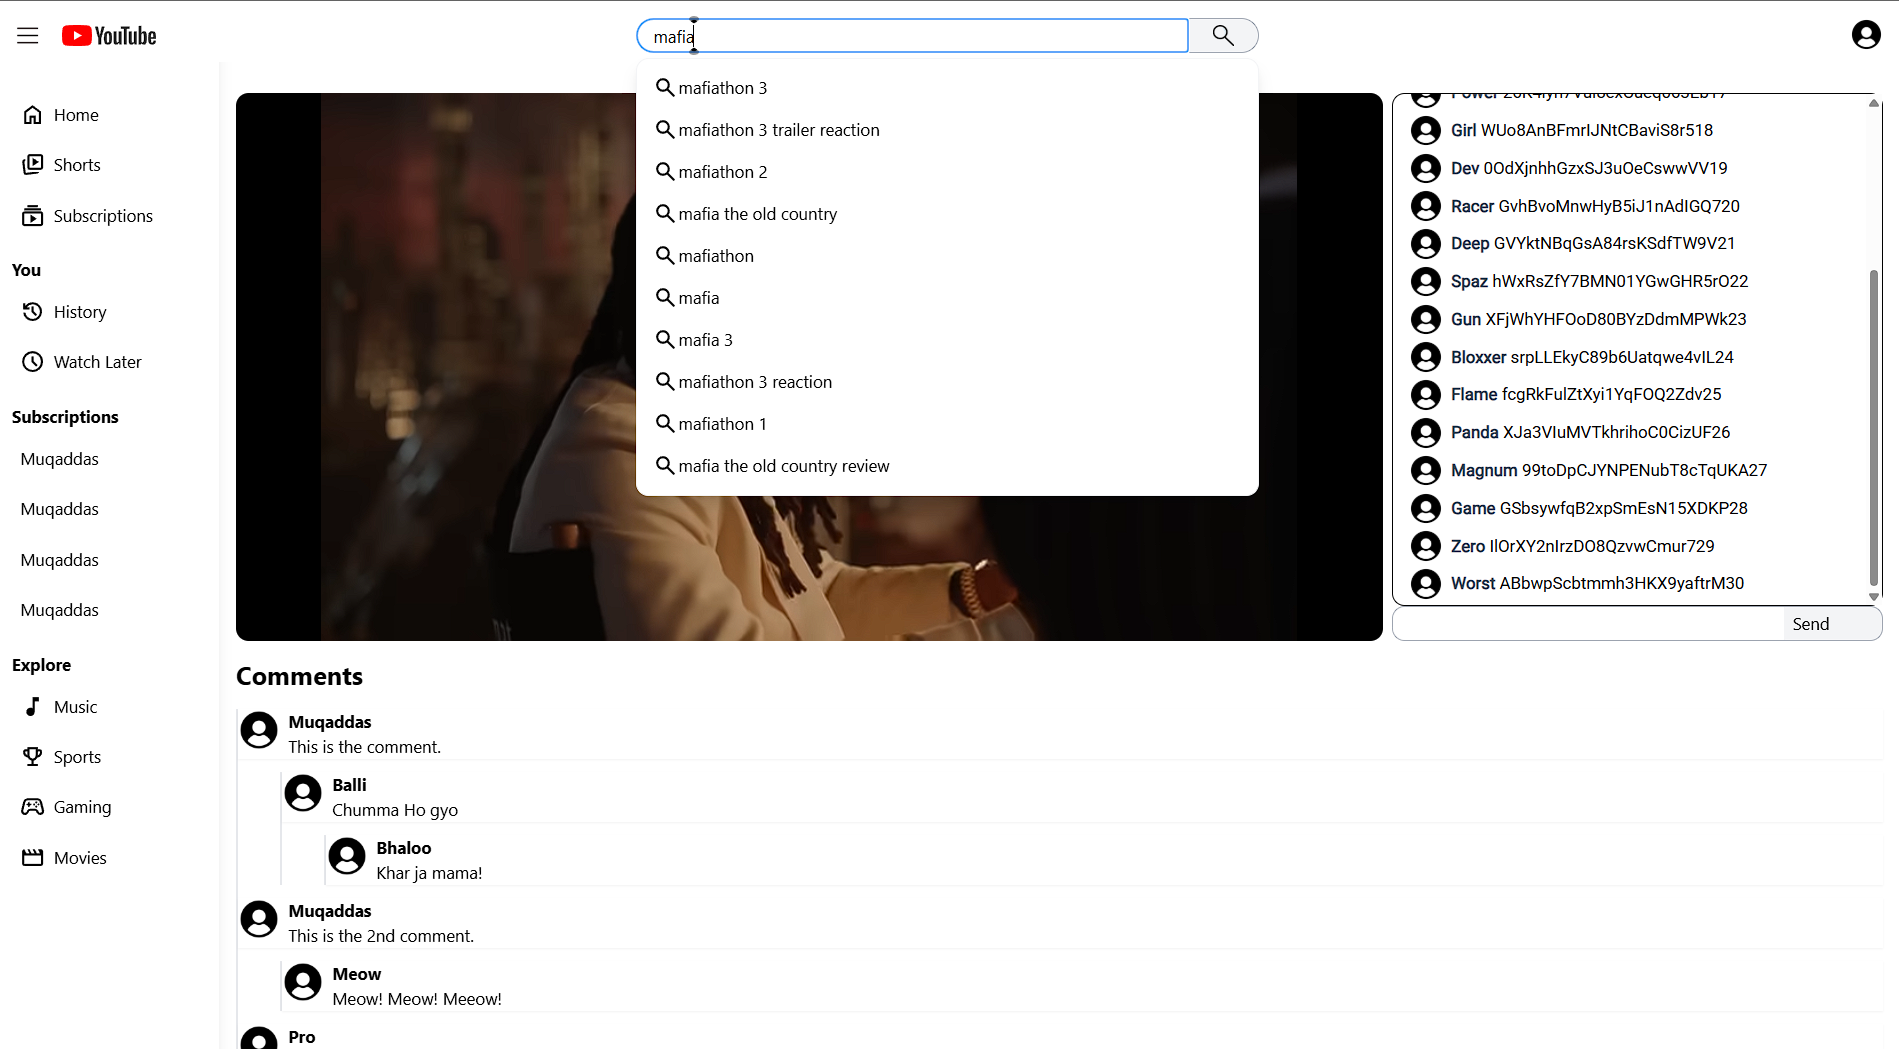 YouTube
mafia
mafiathon 3
mafiathon 3 trailer reaction
mafiathon 2
mafia the old country
mafiathon
mafia
mafia 3
mafiathon 3 reaction
mafiathon 1
mafia the old country review
Home
Shorts
Subscriptions
You
History
Watch Later
Subscriptions
Muqaddas
Muqaddas
Muqaddas
Muqaddas
Explore
Music
Sports
Gaming
Movies
Girl WUo8AnBFmrlJNtCBaviS8r518
Dev 0OdXjnhhGzxSJ3uOeCswwVV19
Racer GvhBvoMnwHyB5iJ1nAdIGQ720
Deep GVYktNBqGsA84rsKSdfTW9V21
Spaz hWxRsZfY7BMN01YGwGHR5rO22
Gun XFjWhYHFOoD80BYzDdmMPWk23
Bloxxer srpLLEkyC89b6Uatqwe4vIL24
Flame fcgRkFulZtXyi1YqFOQ2Zdv25
Panda XJa3VIuMVTkhrihoC0CizUF26
Magnum 99toDpCJYNPENubT8cTqUKA27
Game GSbsywfqB2xpSmEsN15XDKP28
Zero IlOrXY2nIrzDO8QzvwCmur729
Worst ABbwpScbtmmh3HKX9yaftrM30
Send
Comments
Muqaddas
This is the comment.
Balli
Chumma Ho gyo
Bhaloo
Khar ja mama!
Muqaddas
This is the 2nd comment.
Meow
Meow! Meow! Meeow!
Pro